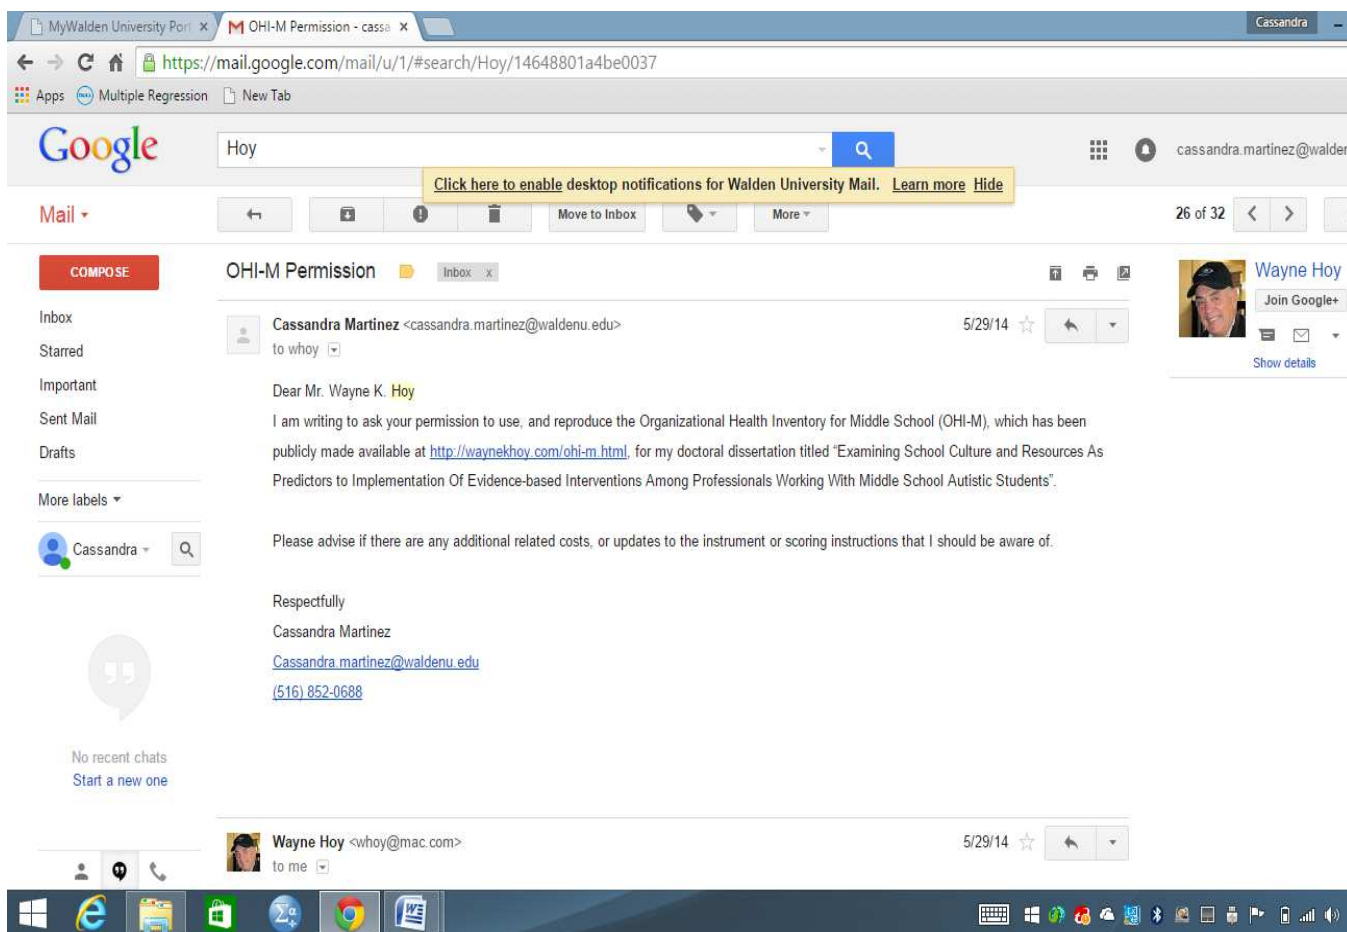 MyWalden University Port x
OHI-M Permission - cassa x
Cassandra
https://mail.google.com/mail/u/1/#search/Hoy/14648801a4be0037
Apps Multiple Regression New Tab
Google
Hoy
cassandra.martinez@walden
Click here to enable desktop notifications for Walden University Mail. Learn more Hide
Mail
Move to Inbox
More
26 of 32
COMPOSE
OHI-M Permission
Inbox x
Wayne Hoy
Join Google+
Show details
Inbox
Starred
Important
Sent Mail
Drafts
More labels
Cassandra
No recent chats
Start a new one
Cassandra Martinez <cassandra.martinez@waldenu.edu>
5/29/14
to whoy
Dear Mr. Wayne K. Hoy
I am writing to ask your permission to use, and reproduce the Organizational Health Inventory for Middle School (OHI-M), which has been
publicly made available at http://waynekhoy.com/ohi-m.html, for my doctoral dissertation titled “Examining School Culture and Resources As
Predictors to Implementation Of Evidence-based Interventions Among Professionals Working With Middle School Autistic Students”.
Please advise if there are any additional related costs, or updates to the instrument or scoring instructions that I should be aware of.
Respectfully
Cassandra Martinez
Cassandra.martinez@waldenu.edu
(516) 852-0688
Wayne Hoy <whoy@mac.com>
5/29/14
to me